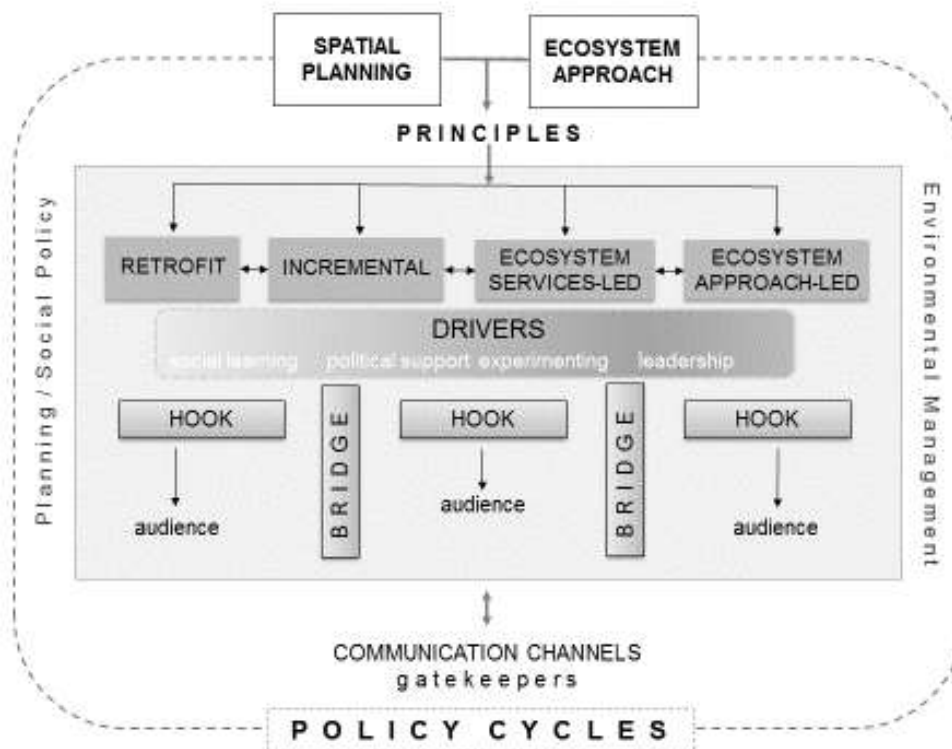 SPATIAL
PLANNING
ECOSYSTEM
APPROACH
PRINCIPLES
Planning / Social Policy
Environmental Management
RETROFIT
INCREMENTAL
ECOSYSTEM
SERVICES-LED
ECOSYSTEM
APPROACH-LED
DRIVERS
social learning political support experimenting leadership
HOOK
BRIDGE
HOOK
BRIDGE
HOOK
audience
audience
audience
COMMUNICATION CHANNELS
gatekeepers
POLICY CYCLES